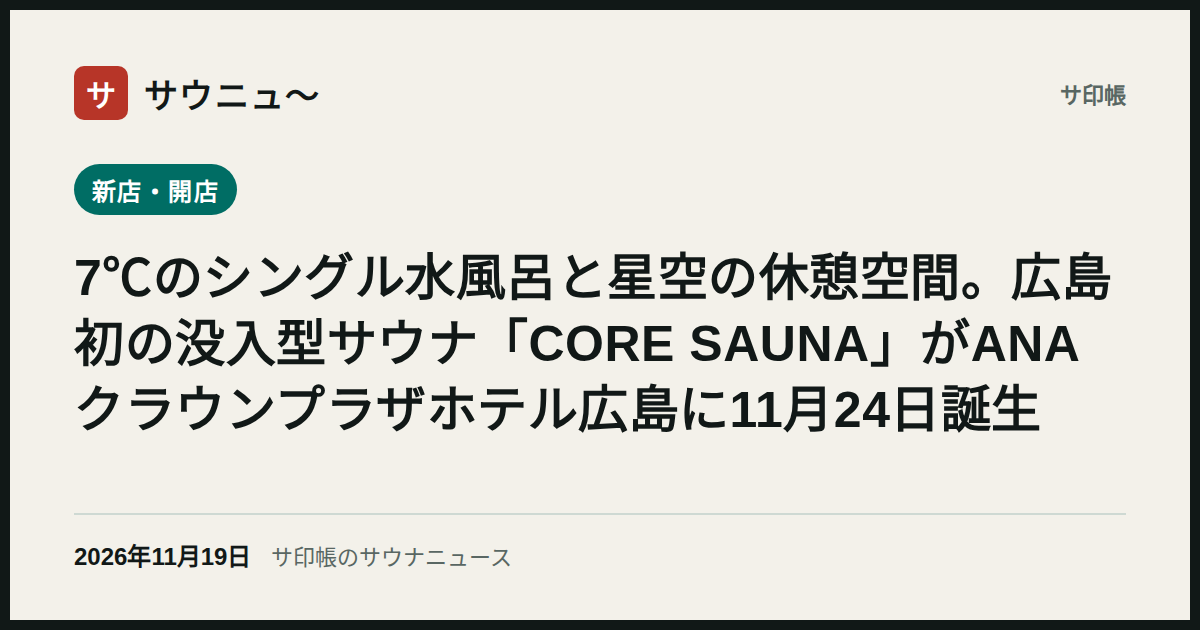 サ サウニュ〜
サ印帳
新店・開店
7℃のシングル水風呂と星空の休憩空間。広島
初の没入型サウナ「CORE SAUNA」がANA
クラウンプラザホテル広島に11月24日誕生
2026年11月19日 サ印帳のサウナニュース